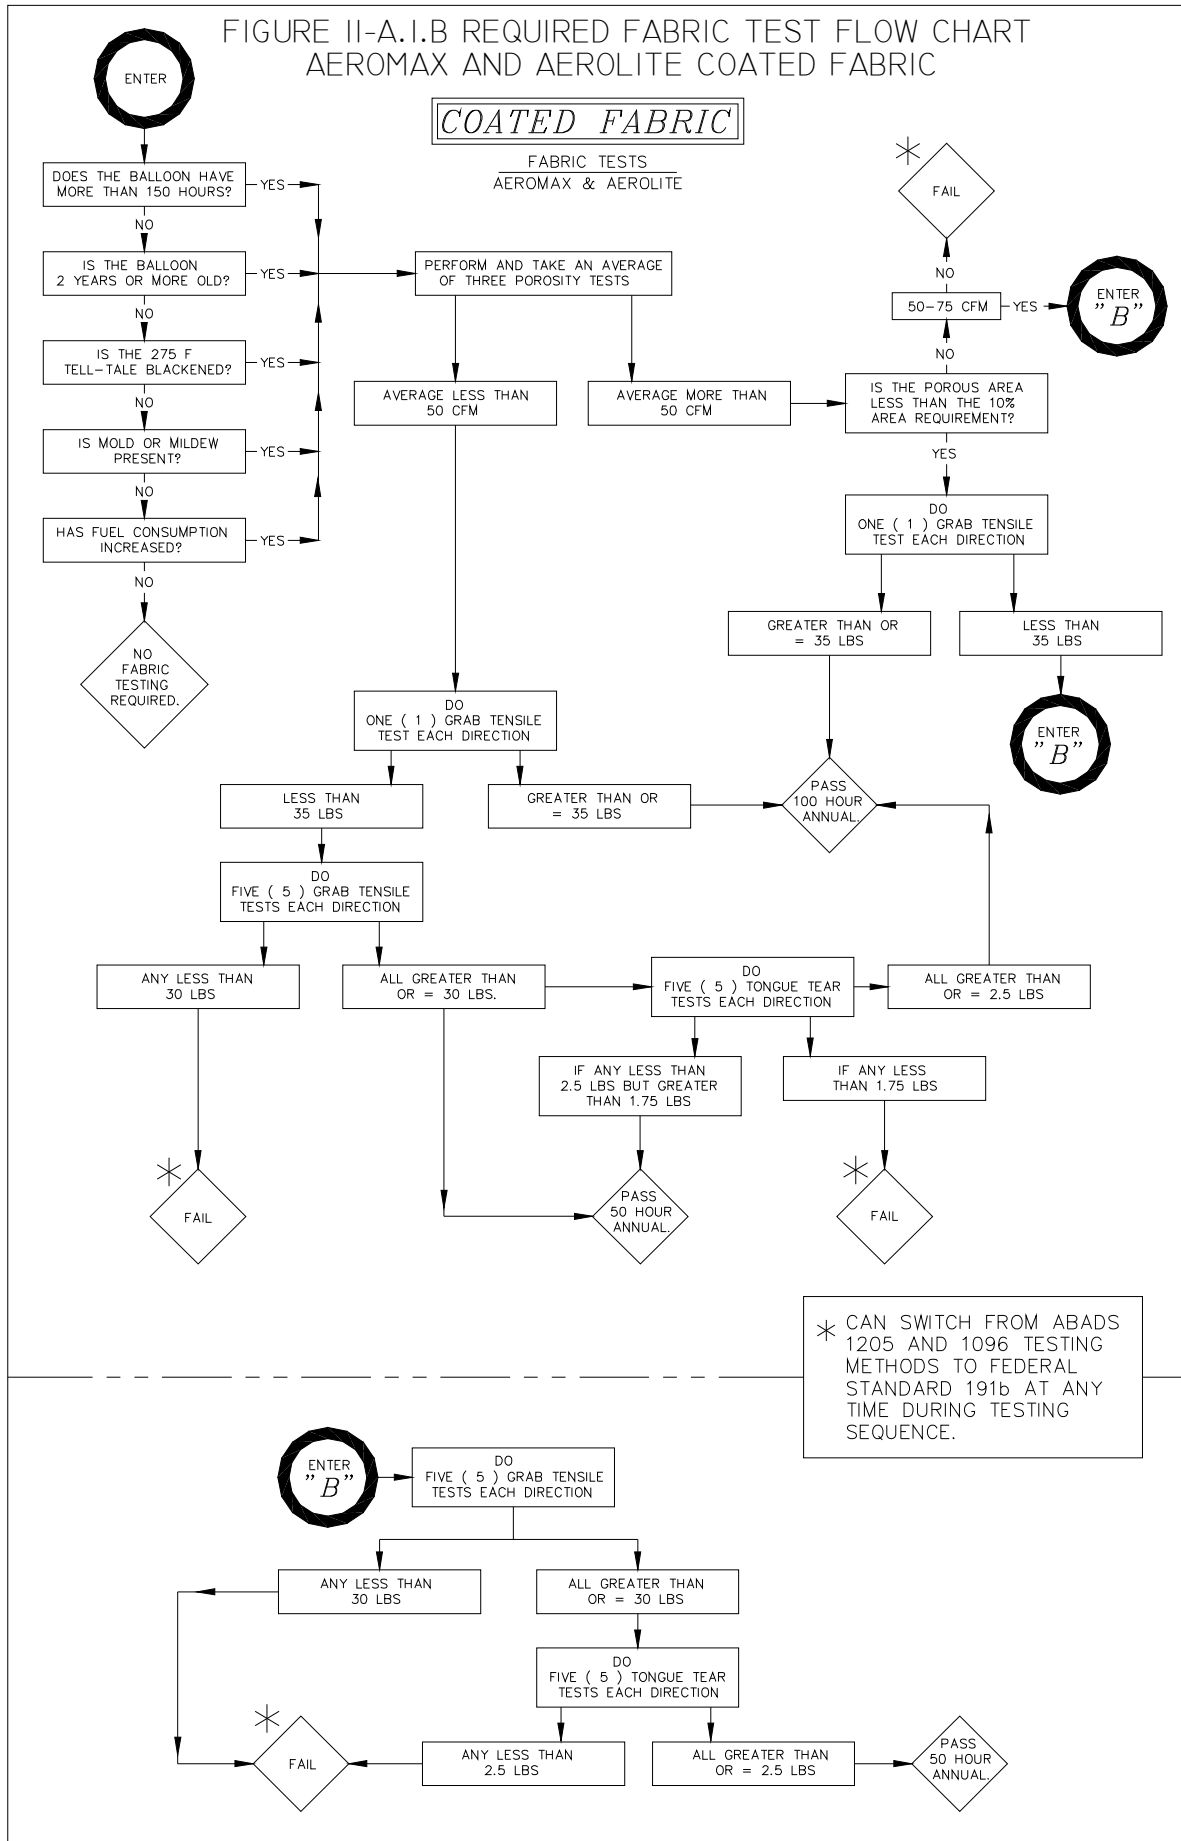 FIGURE II-A.I.B REQUIRED FABRIC TEST FLOW CHART
AEROMAX AND AEROLITE COATED FABRIC
ENTER
COATED FABRIC
FABRIC TESTS
AEROMAX & AEROLITE
DOES THE BALLOON HAVE
MORE THAN 150 HOURS?
YES
NO
IS THE BALLOON
2 YEARS OR MORE OLD?
YES
NO
IS THE 275 F
TELL-TALE BLACKENED?
YES
NO
IS MOLD OR MILDEW
PRESENT?
YES
NO
HAS FUEL CONSUMPTION
INCREASED?
YES
NO
NO
FABRIC
TESTING
REQUIRED.
PERFORM AND TAKE AN AVERAGE
OF THREE POROSITY TESTS
AVERAGE LESS THAN
50 CFM
AVERAGE MORE THAN
50 CFM
*
FAIL
NO
50-75 CFM
YES
ENTER
"B"
NO
IS THE POROUS AREA
LESS THAN THE 10%
AREA REQUIREMENT?
YES
DO
ONE ( 1 ) GRAB TENSILE
TEST EACH DIRECTION
GREATER THAN OR
= 35 LBS
LESS THAN
35 LBS
ENTER
"B"
DO
ONE ( 1 ) GRAB TENSILE
TEST EACH DIRECTION
LESS THAN
35 LBS
GREATER THAN OR
= 35 LBS
PASS
100 HOUR
ANNUAL.
DO
FIVE ( 5 ) GRAB TENSILE
TESTS EACH DIRECTION
ANY LESS THAN
30 LBS
ALL GREATER THAN
OR = 30 LBS.
DO
FIVE ( 5 ) TONGUE TEAR
TESTS EACH DIRECTION
ALL GREATER THAN
OR = 2.5 LBS
IF ANY LESS THAN
2.5 LBS BUT GREATER
THAN 1.75 LBS
IF ANY LESS
THAN 1.75 LBS
*
FAIL
PASS
50 HOUR
ANNUAL.
*
FAIL
* CAN SWITCH FROM ABADS
1205 AND 1096 TESTING
METHODS TO FEDERAL
STANDARD 191b AT ANY
TIME DURING TESTING
SEQUENCE.
ENTER
"B"
DO
FIVE ( 5 ) GRAB TENSILE
TESTS EACH DIRECTION
ANY LESS THAN
30 LBS
ALL GREATER THAN
OR = 30 LBS
DO
FIVE ( 5 ) TONGUE TEAR
TESTS EACH DIRECTION
*
FAIL
ANY LESS THAN
2.5 LBS
ALL GREATER THAN
OR = 2.5 LBS
PASS
50 HOUR
ANNUAL.